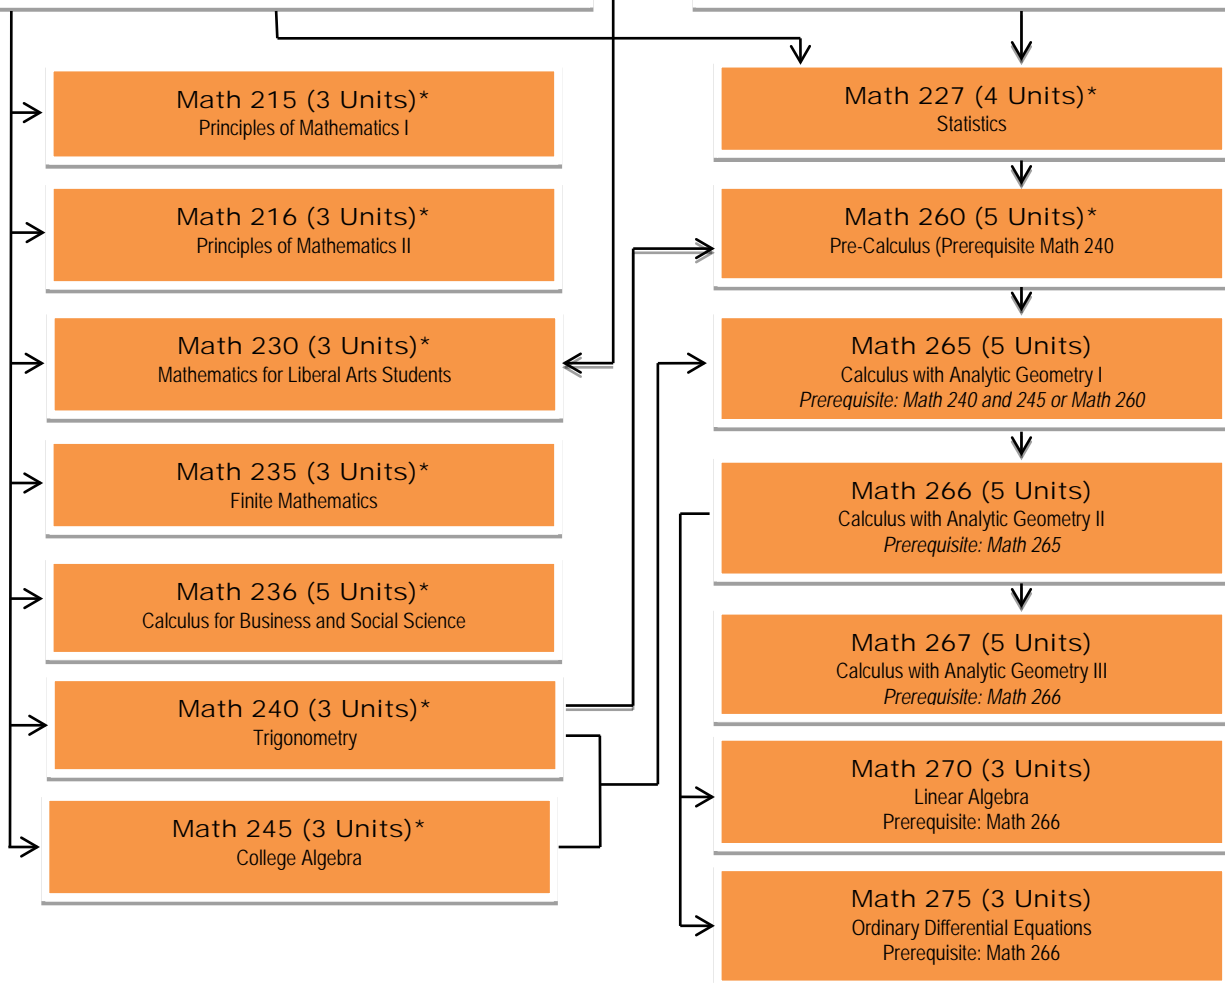 Math 215 (3 Units)*
Principles of Mathematics I
Math 216 (3 Units)*
Principles of Mathematics II
Math 230 (3 Units)*
Mathematics for Liberal Arts Students
Math 235 (3 Units)*
Finite Mathematics
Math 236 (5 Units)*
Calculus for Business and Social Science
Math 240 (3 Units)*
Trigonometry
Math 245 (3 Units)*
College Algebra
Math 227 (4 Units)*
Statistics
Math 260 (5 Units)*
Pre-Calculus (Prerequisite Math 240
Math 265 (5 Units)
Calculus with Analytic Geometry I
Prerequisite: Math 240 and 245 or Math 260
Math 266 (5 Units)
Calculus with Analytic Geometry II
Prerequisite: Math 265
Math 267 (5 Units)
Calculus with Analytic Geometry III
Prerequisite: Math 266
Math 270 (3 Units)
Linear Algebra
Prerequisite: Math 266
Math 275 (3 Units)
Ordinary Differential Equations
Prerequisite: Math 266